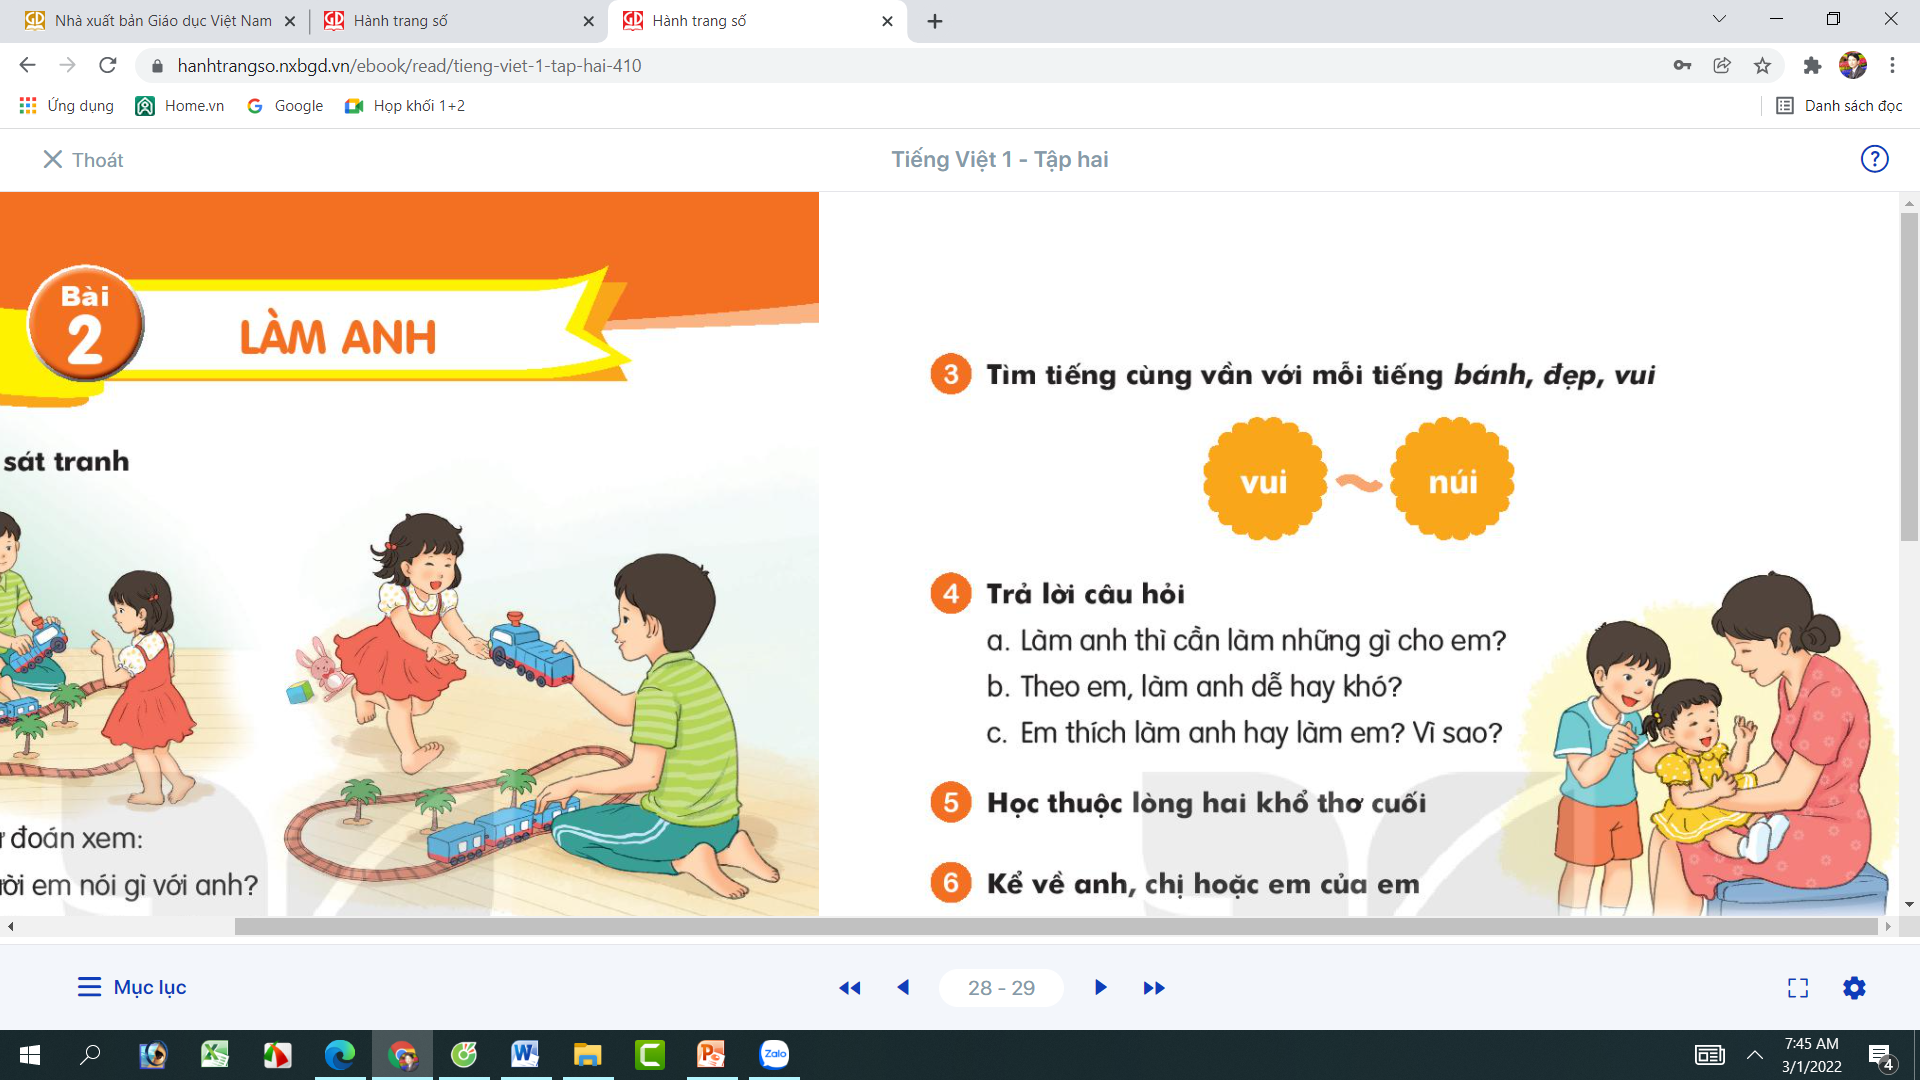 Nhà xuất bản Giáo dục Việt Nam
Hành trang số
Hành trang số
hanhtrangso.nxbgd.vn/ebook/read/tieng-viet-1-tap-hai-410
Ứng dụng
Home.vn
Google
Họp khối 1+2
Danh sách đọc
Thoát
Tiếng Việt 1 - Tập hai
?
Bài
2
LÀM ANH
sát tranh
đoán xem:
em nói gì với anh?
3 Tìm tiếng cùng vần với mỗi tiếng bánh, đẹp, vui
vui ~ núi
4 Trả lời câu hỏi
a. Làm anh thì cần làm những gì cho em?
b. Theo em, làm anh dễ hay khó?
c. Em thích làm anh hay làm em? Vì sao?
5 Học thuộc lòng hai khổ thơ cuối
6 Kể về anh, chị hoặc em của em
Mục lục
28 - 29
Zalo
7:45 AM
3/1/2022
4